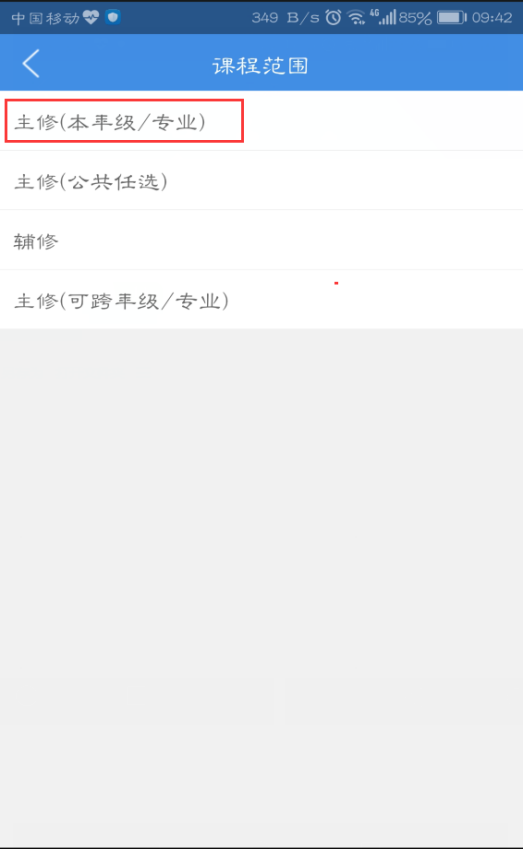 中国移动 349 B/s 4G 85% 09:42
课程范围
主修(本年级/专业)
主修(公共任选)
辅修
主修(可跨年级/专业)